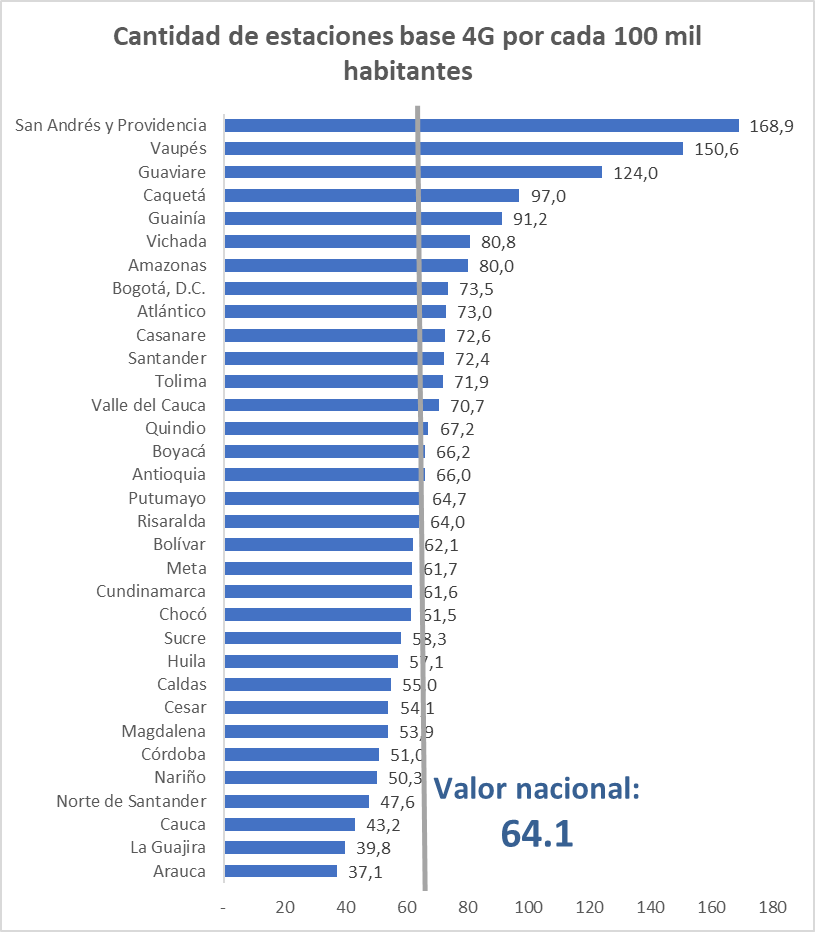 Cantidad de estaciones base 4G por cada 100 mil
habitantes
San Andrés y Providencia 168,9
Vaupés 150,6
Guaviare 124,0
Caquetá 97,0
Guainía 91,2
Vichada 80,8
Amazonas 80,0
Bogotá, D.C. 73,5
Atlántico 73,0
Casanare 72,6
Santander 72,4
Tolima 71,9
Valle del Cauca 70,7
Quindio 67,2
Boyacá 66,2
Antioquia 66,0
Putumayo 64,7
Risaralda 64,0
Bolívar 62,1
Meta 61,7
Cundinamarca 61,6
Chocó 61,5
Sucre 58,3
Huila 57,1
Caldas 55,0
Cesar 54,1
Magdalena 53,9
Córdoba 51,0
Nariño 50,3
Valor nacional:
Norte de Santander 47,6
Cauca 43,2
64.1
La Guajira 39,8
Arauca 37,1
- 20 40 60 80 100 120 140 160 180